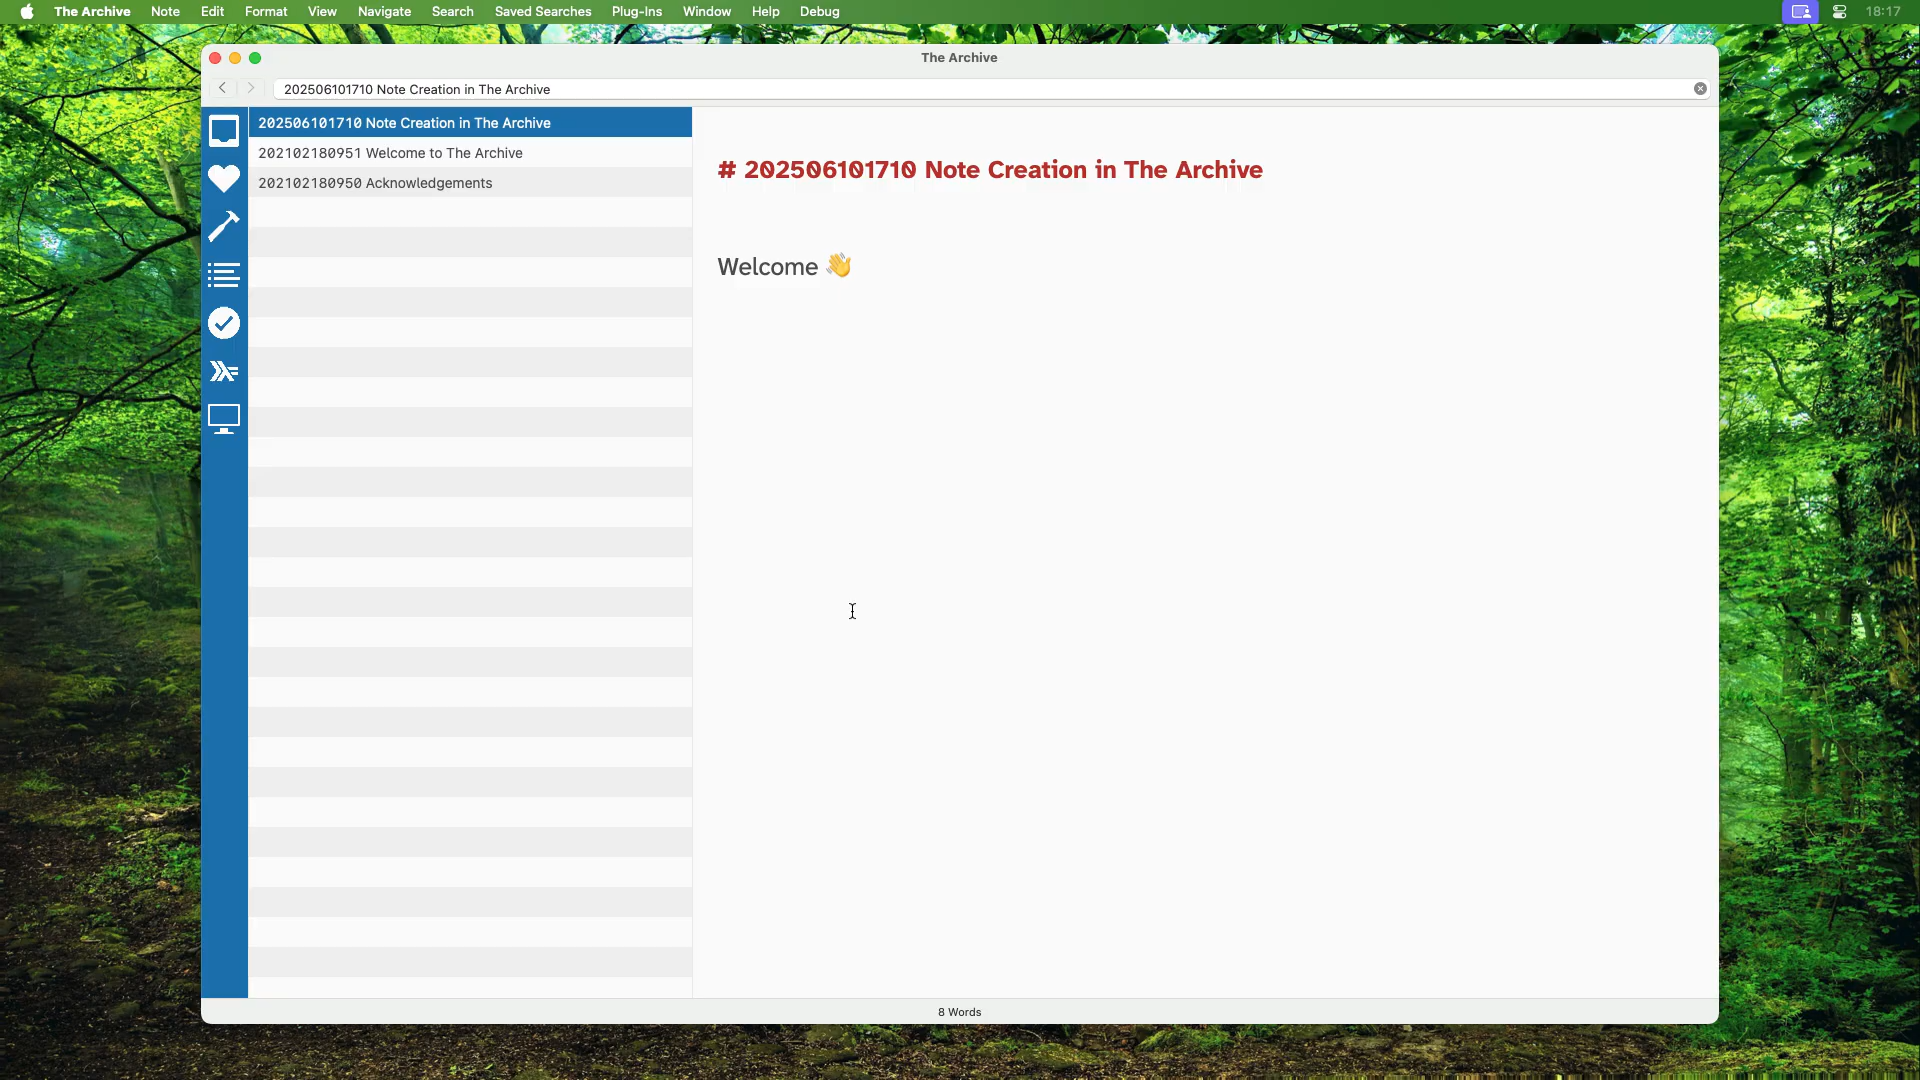 The Archive Note Edit Format View Navigate Search Saved Searches Plug-Ins Window Help Debug 18:17
The Archive
202506101710 Note Creation in The Archive
202506101710 Note Creation in The Archive
202102180951 Welcome to The Archive
202102180950 Acknowledgements
# 202506101710 Note Creation in The Archive
Welcome 👋
8 Words